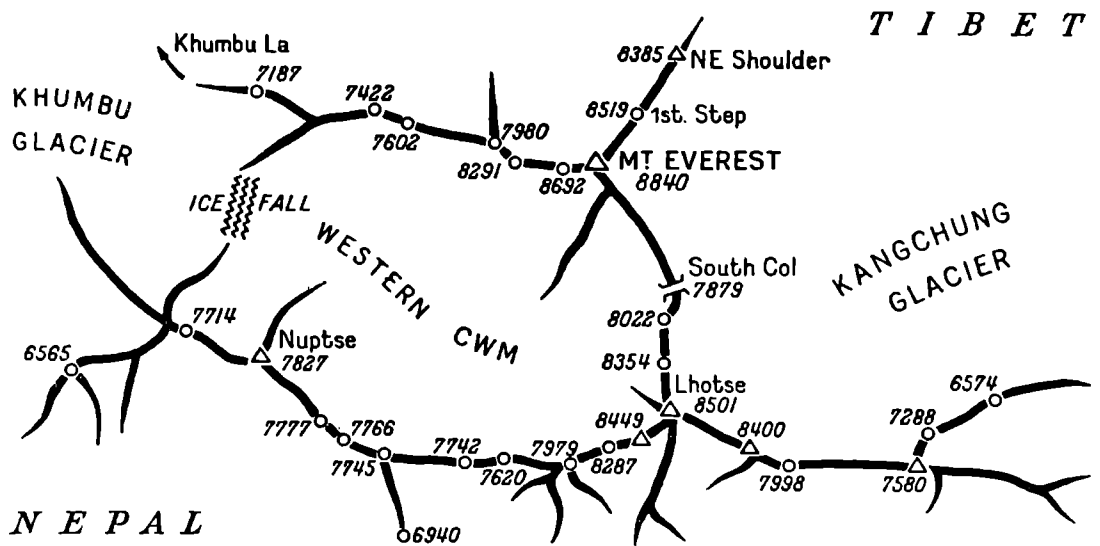 TIBET
Khumbu La
7187
8385 NE Shoulder
KHUMBU
GLACIER
7422
7602
8519 1st. Step
7980
8291
8692
MT EVEREST
8840
ICE FALL
WESTERN
CWM
KANGCHUNG
GLACIER
South Col
7879
8022
7714
Nuptse
7827
6565
8354
Lhotse
8501
6574
7288
8449
8400
7777
7766
7745
7742
7620
7979
8287
7998
7580
NEPAL
6940